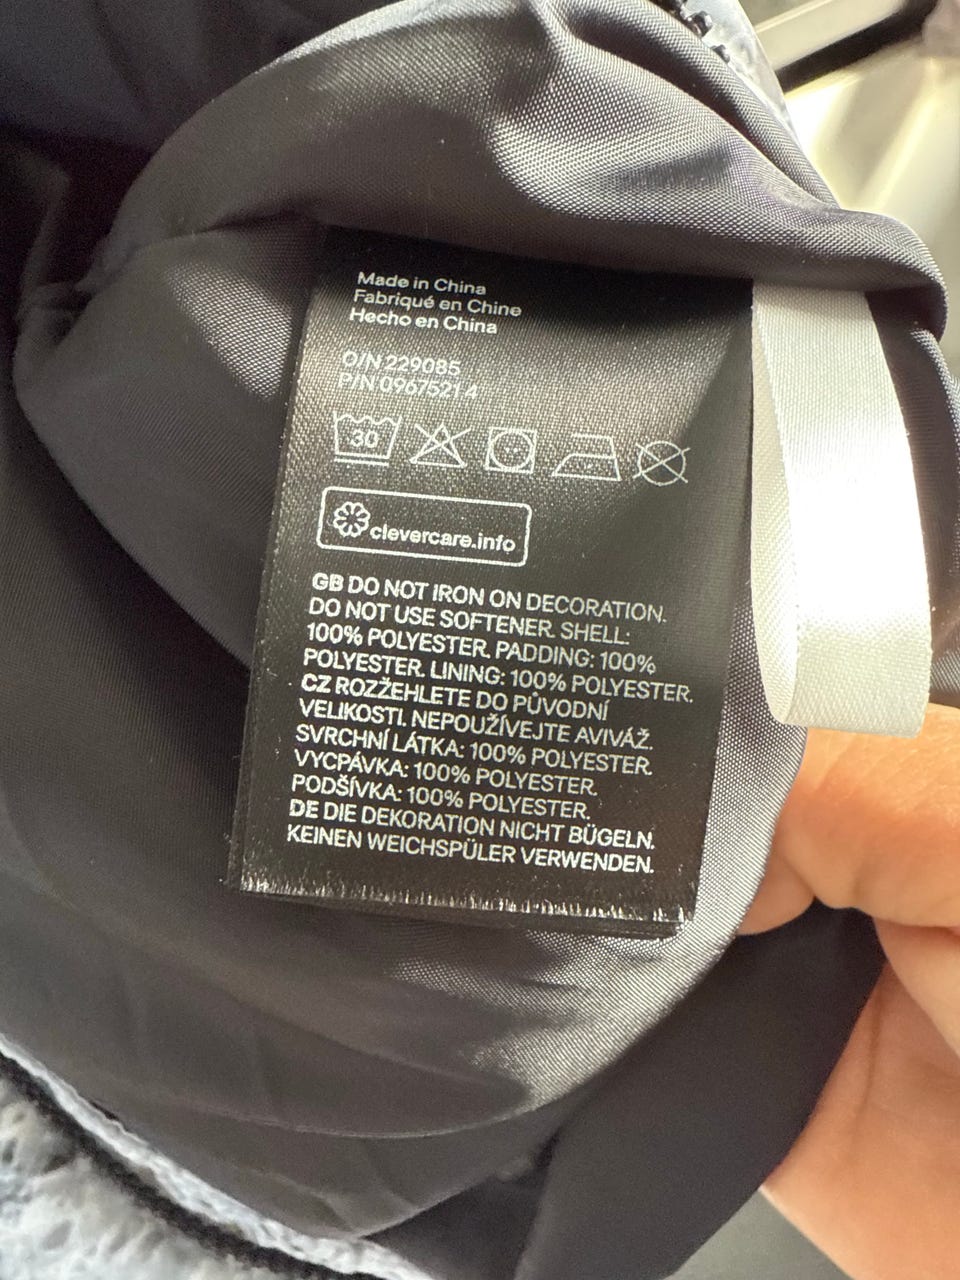 Made in China
Fabriqué en Chine
Hecho en China
O/N 229085
P/N 09675214
30
clevercare.info
GB DO NOT IRON ON DECORATION.
DO NOT USE SOFTENER. SHELL:
100% POLYESTER. PADDING: 100%
POLYESTER. LINING: 100% POLYESTER.
CZ ROZŽEHLETE DO PŮVODNÍ
VELIKOSTI. NEPOUŽÍVEJTE AVIVÁŽ.
SVRCHNÍ LÁTKA: 100% POLYESTER.
VYCPÁVKA: 100% POLYESTER.
PODŠÍVKA: 100% POLYESTER.
DE DIE DEKORATION NICHT BÜGELN.
KEINEN WEICHSPÜLER VERWENDEN.